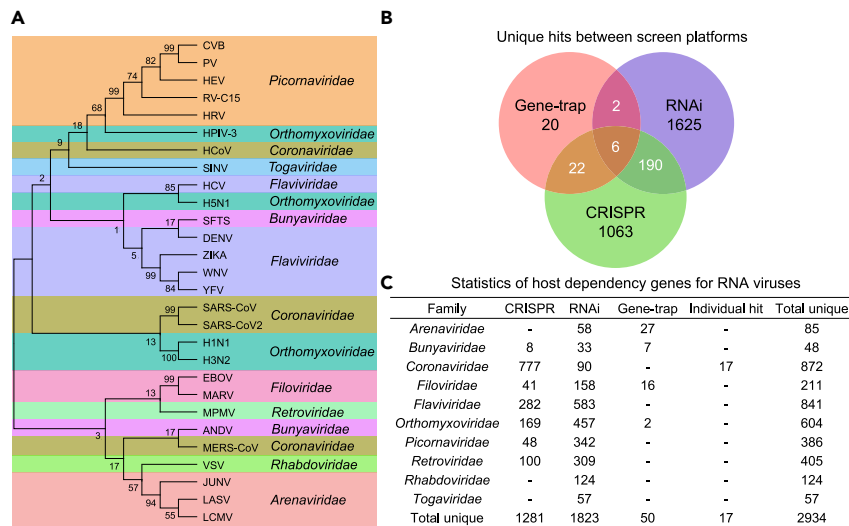 A
CVB
PV
HEV
RV-C15
HRV
Picornaviridae
HPIV-3 Orthomyxoviridae
HCoV Coronaviridae
SINV Togaviridae
HCV Flaviviridae
H5N1 Orthomyxoviridae
SFTS Bunyaviridae
DENV
ZIKA
WNV
YFV
Flaviviridae
SARS-CoV
SARS-CoV2
Coronaviridae
H1N1
H3N2
Orthomyxoviridae
EBOV
MARV
Filoviridae
MPMV Retroviridae
ANDV Bunyaviridae
MERS-CoV Coronaviridae
VSV Rhabdoviridae
JUNV
LASV
LCMV
Arenaviridae
99
82
74
99
68
18
9
2
85
1
17
5
99
84
99
13
100
99
13
3
17
17
57
94
55
B
Unique hits between screen platforms
Gene-trap
20
2
RNAi
1625
6
22
190
CRISPR
1063
C Statistics of host dependency genes for RNA viruses
Family CRISPR RNAi Gene-trap Individual hit Total unique
Arenaviridae - 58 27 - 85
Bunyaviridae 8 33 7 - 48
Coronaviridae 777 90 - 17 872
Filoviridae 41 158 16 - 211
Flaviviridae 282 583 - - 841
Orthomyxoviridae 169 457 2 - 604
Picornaviridae 48 342 - - 386
Retroviridae 100 309 - - 405
Rhabdoviridae - 124 - - 124
Togaviridae - 57 - - 57
Total unique 1281 1823 50 17 2934